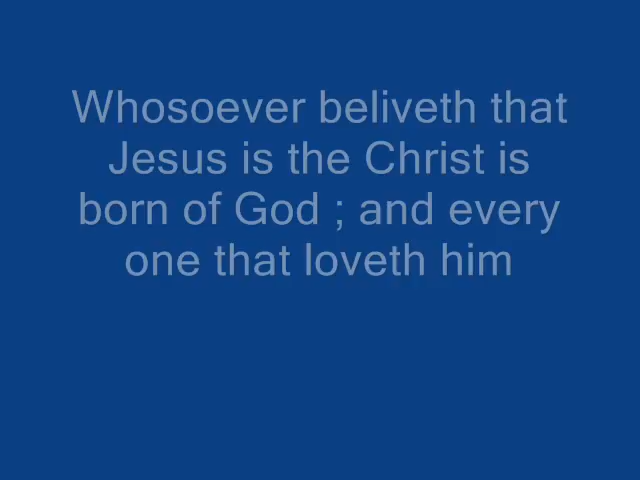 Whosoever beliveth that
Jesus is the Christ is
born of God ; and every
one that loveth him